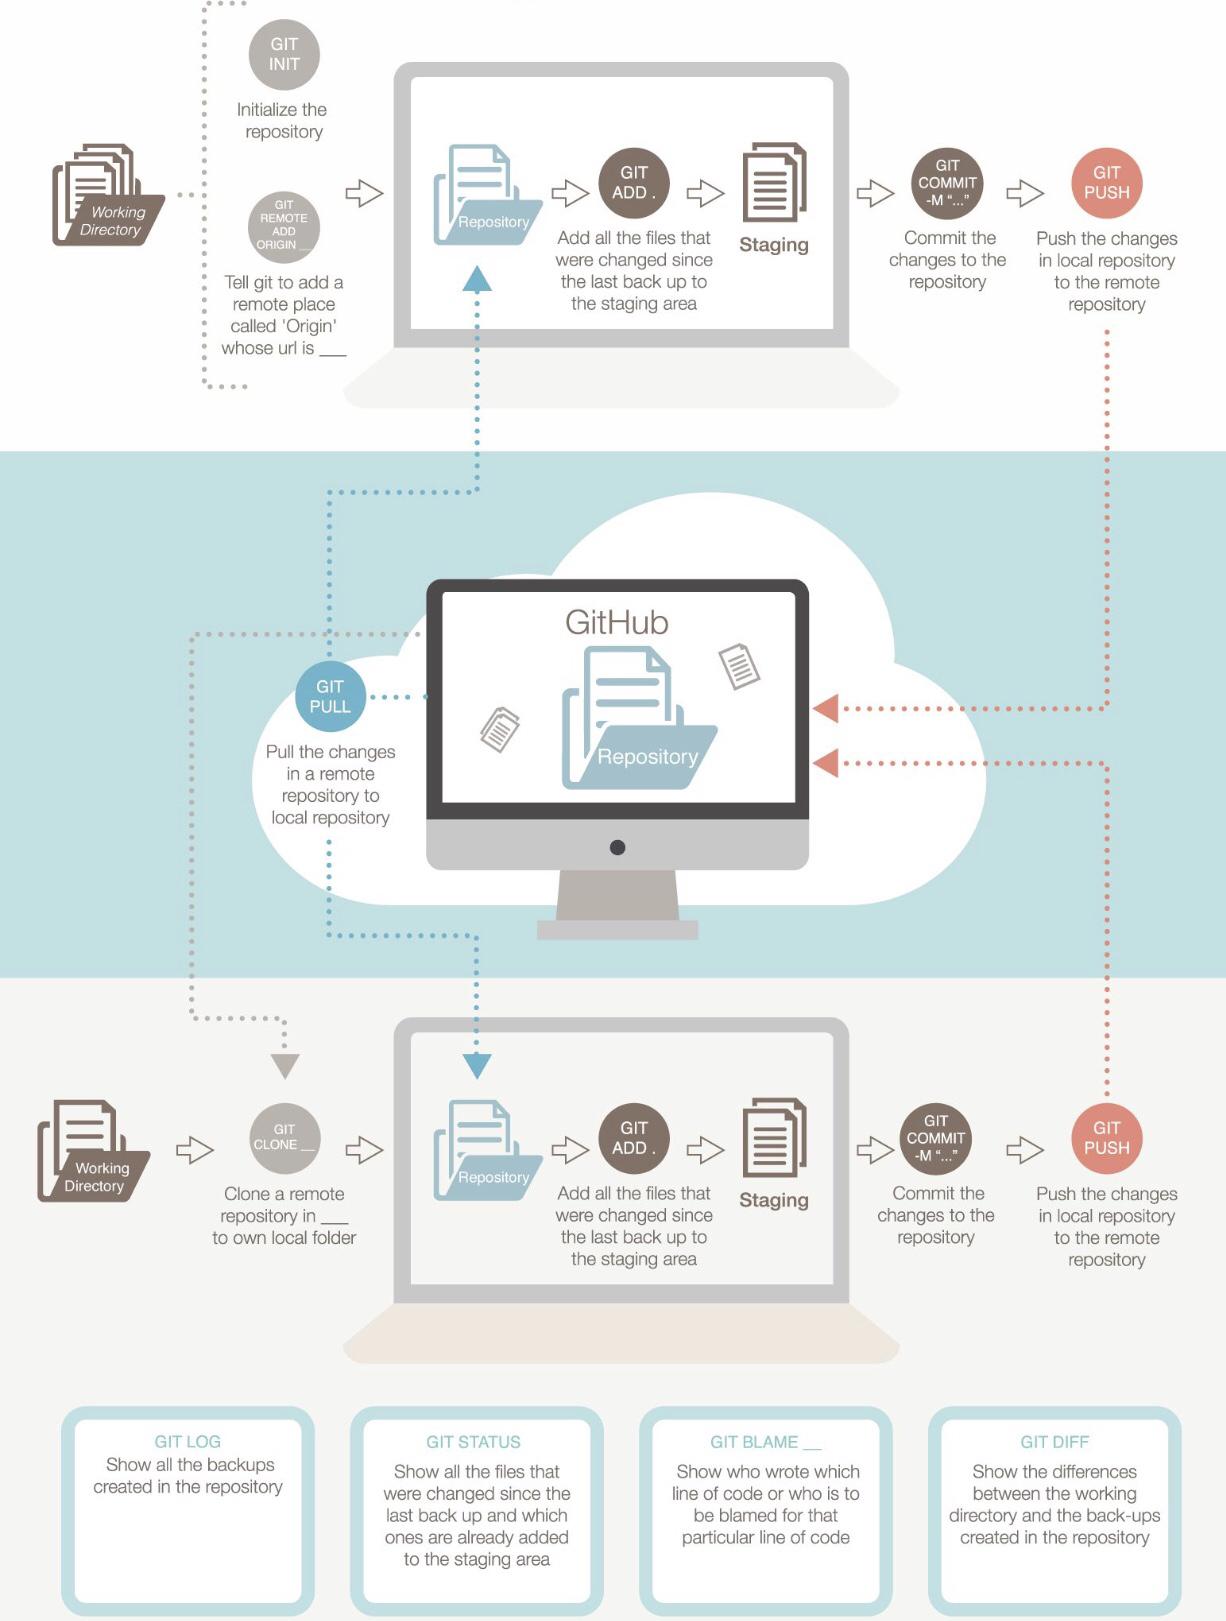 GIT
INIT
Initialize the
repository
Working
Directory
GIT
REMOTE
ADD
ORIGIN __
Tell git to add a
remote place
called 'Origin'
whose url is ___
Repository
GIT
ADD .
Add all the files that
were changed since
the last back up to
the staging area
Staging
GIT
COMMIT
-M "..."
Commit the
changes to the
repository
GIT
PUSH
Push the changes
in local repository
to the remote
repository
GitHub
Repository
GIT
PULL
Pull the changes
in a remote
repository to
local repository
Working
Directory
GIT
CLONE __
Clone a remote
repository in ___
to own local folder
Repository
GIT
ADD .
Add all the files that
were changed since
the last back up to
the staging area
Staging
GIT
COMMIT
-M "..."
Commit the
changes to the
repository
GIT
PUSH
Push the changes
in local repository
to the remote
repository
GIT LOG
Show all the backups
created in the repository
GIT STATUS
Show all the files that
were changed since the
last back up and which
ones are already added
to the staging area
GIT BLAME __
Show who wrote which
line of code or who is to
be blamed for that
particular line of code
GIT DIFF
Show the differences
between the working
directory and the back-ups
created in the repository